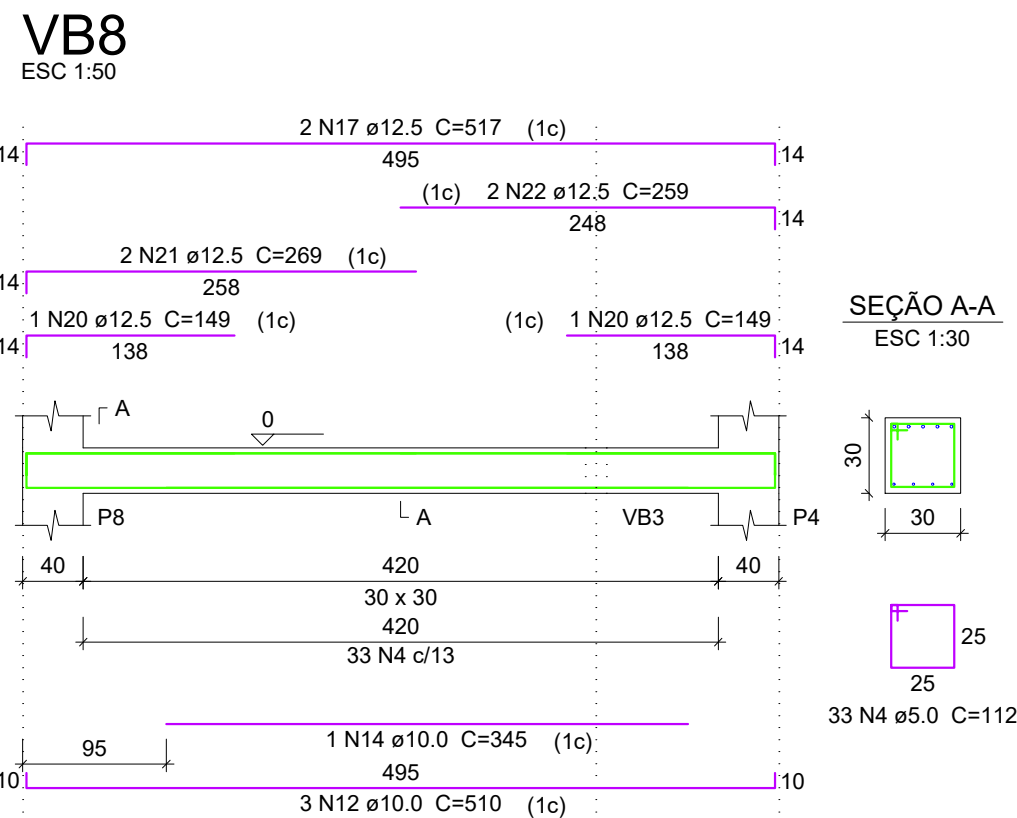 VB8
ESC 1:50
2 N17 ø12.5 C=517 (1c)
14 495 14
(1c) 2 N22 ø12.5 C=259
248 14
2 N21 ø12.5 C=269 (1c)
14 258
1 N20 ø12.5 C=149 (1c)
14 138
(1c) 1 N20 ø12.5 C=149
138 14
SEÇÃO A-A
ESC 1:30
A
0
30
30
P8
A
VB3
P4
40 420 40
30 x 30
420
33 N4 c/13
25
25
33 N4 ø5.0 C=112
1 N14 ø10.0 C=345 (1c)
95
10 495 10
3 N12 ø10.0 C=510 (1c)